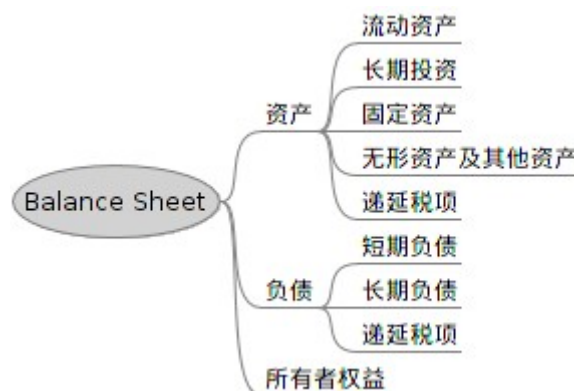 Balance Sheet
资产
流动资产
长期投资
固定资产
无形资产及其他资产
递延税项
负债
短期负债
长期负债
递延税项
所有者权益